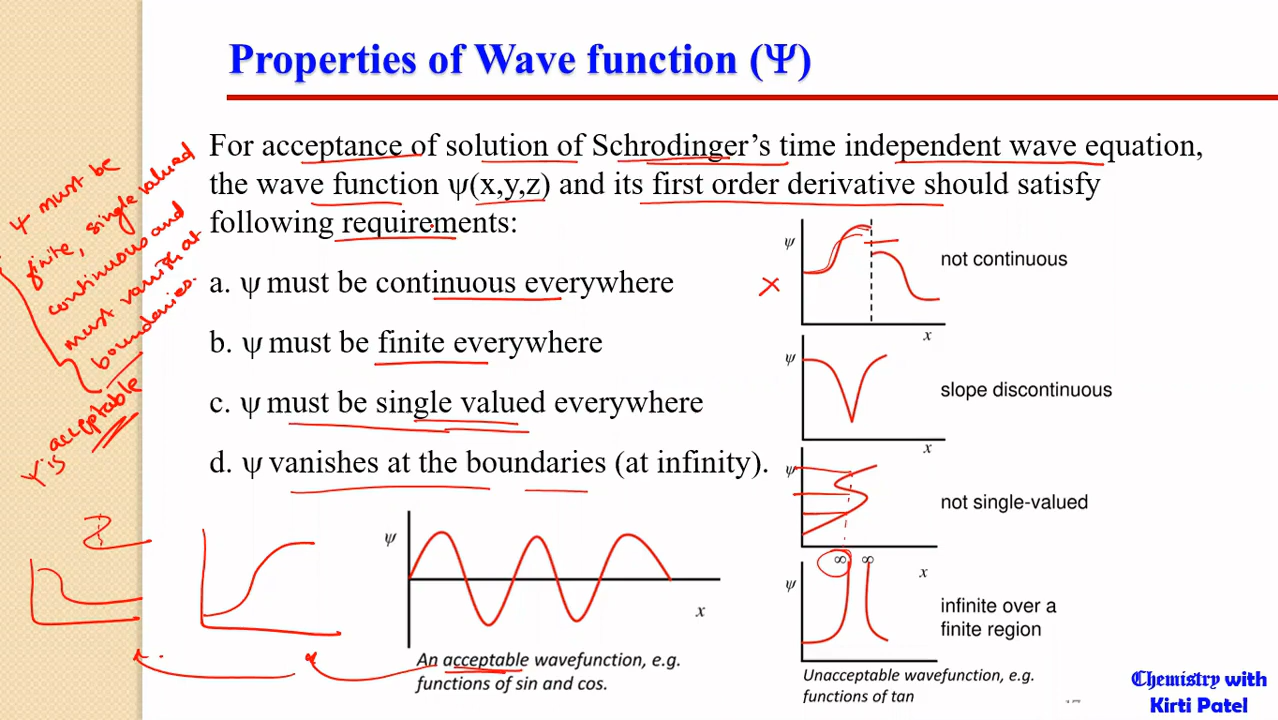 Properties of Wave function (Ψ)
For acceptance of solution of Schrodinger’s time independent wave equation,
the wave function ψ(x,y,z) and its first order derivative should satisfy
following requirements:
a. ψ must be continuous everywhere
b. ψ must be finite everywhere
c. ψ must be single valued everywhere
d. ψ vanishes at the boundaries (at infinity).
ψ must be
finite, single valued
continuous and
must vanish at
boundaries.
Ψ is acceptable
ψ
x
An acceptable wavefunction, e.g.
functions of sin and cos.
ψ
not continuous
x
ψ
slope discontinuous
x
ψ
not single-valued
x
∞ ∞
ψ
infinite over a
finite region
Unacceptable wavefunction, e.g.
functions of tan
Chemistry with
Kirti Patel